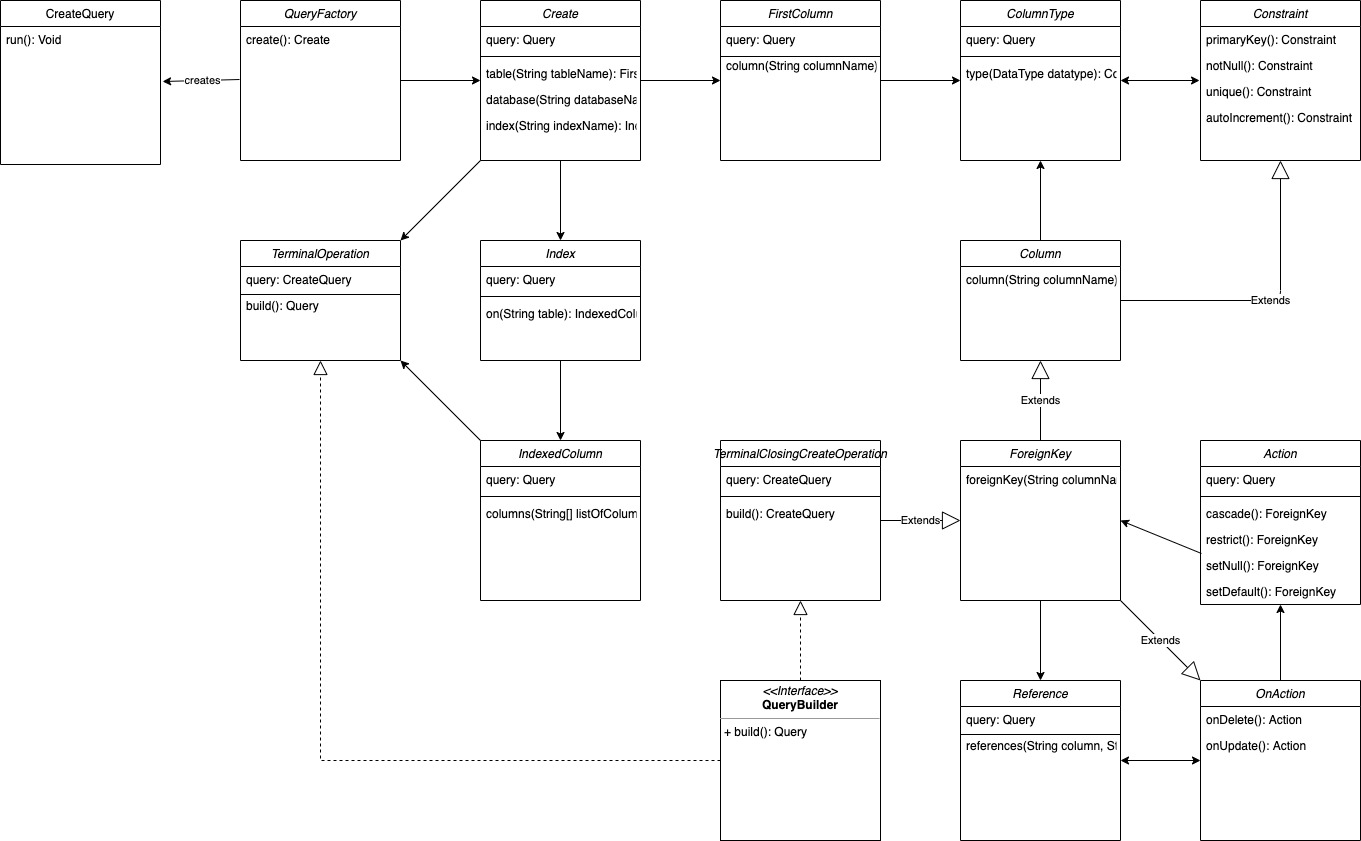 CreateQuery
run(): Void
QueryFactory
create(): Create
creates
Create
query: Query
table(String tableName): Firs
database(String databaseNa
index(String indexName): In
FirstColumn
query: Query
column(String columnName)
ColumnType
query: Query
type(DataType datatype): Co
Constraint
primaryKey(): Constraint
notNull(): Constraint
unique(): Constraint
autoIncrement(): Constraint
TerminalOperation
query: CreateQuery
build(): Query
Index
query: Query
on(String table): IndexedColu
Column
column(String columnName)
Extends
Extends
IndexedColumn
query: Query
columns(String[] listOfColum
TerminalClosingCreateOperation
query: CreateQuery
build(): CreateQuery
Extends
ForeignKey
foreignKey(String columnNa
Action
query: Query
cascade(): ForeignKey
restrict(): ForeignKey
setNull(): ForeignKey
setDefault(): ForeignKey
Extends
<<Interface>>
QueryBuilder
+ build(): Query
Reference
query: Query
references(String column, St
OnAction
onDelete(): Action
onUpdate(): Action